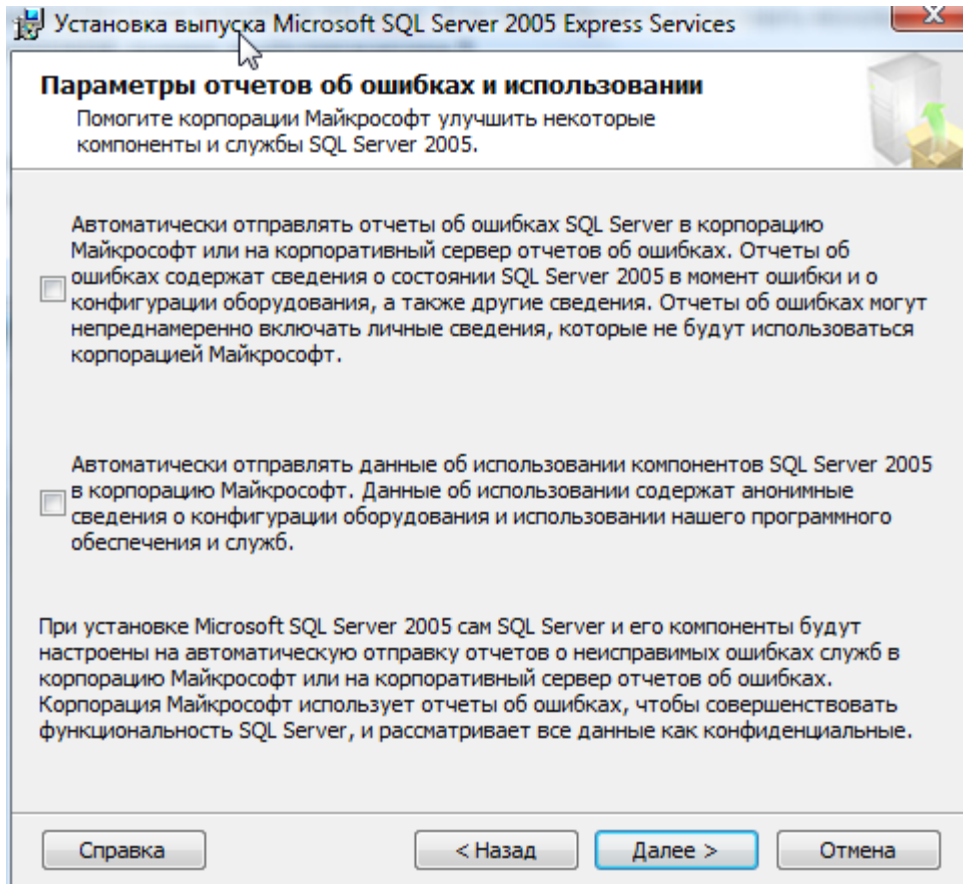 Установка выпуска Microsoft SQL Server 2005 Express Services
Параметры отчетов об ошибках и использовании
Помогите корпорации Майкрософт улучшить некоторые
компоненты и службы SQL Server 2005.
Автоматически отправлять отчеты об ошибках SQL Server в корпорацию
Майкрософт или на корпоративный сервер отчетов об ошибках. Отчеты об
ошибках содержат сведения о состоянии SQL Server 2005 в момент ошибки и о
конфигурации оборудования, а также другие сведения. Отчеты об ошибках могут
непреднамеренно включать личные сведения, которые не будут использоваться
корпорацией Майкрософт.
Автоматически отправлять данные об использовании компонентов SQL Server 2005
в корпорацию Майкрософт. Данные об использовании содержат анонимные
сведения о конфигурации оборудования и использовании нашего программного
обеспечения и служб.
При установке Microsoft SQL Server 2005 сам SQL Server и его компоненты будут
настроены на автоматическую отправку отчетов о неисправимых ошибках служб в
корпорацию Майкрософт или на корпоративный сервер отчетов об ошибках.
Корпорация Майкрософт использует отчеты об ошибках, чтобы совершенствовать
функциональность SQL Server, и рассматривает все данные как конфиденциальные.
Справка
< Назад
Далее >
Отмена